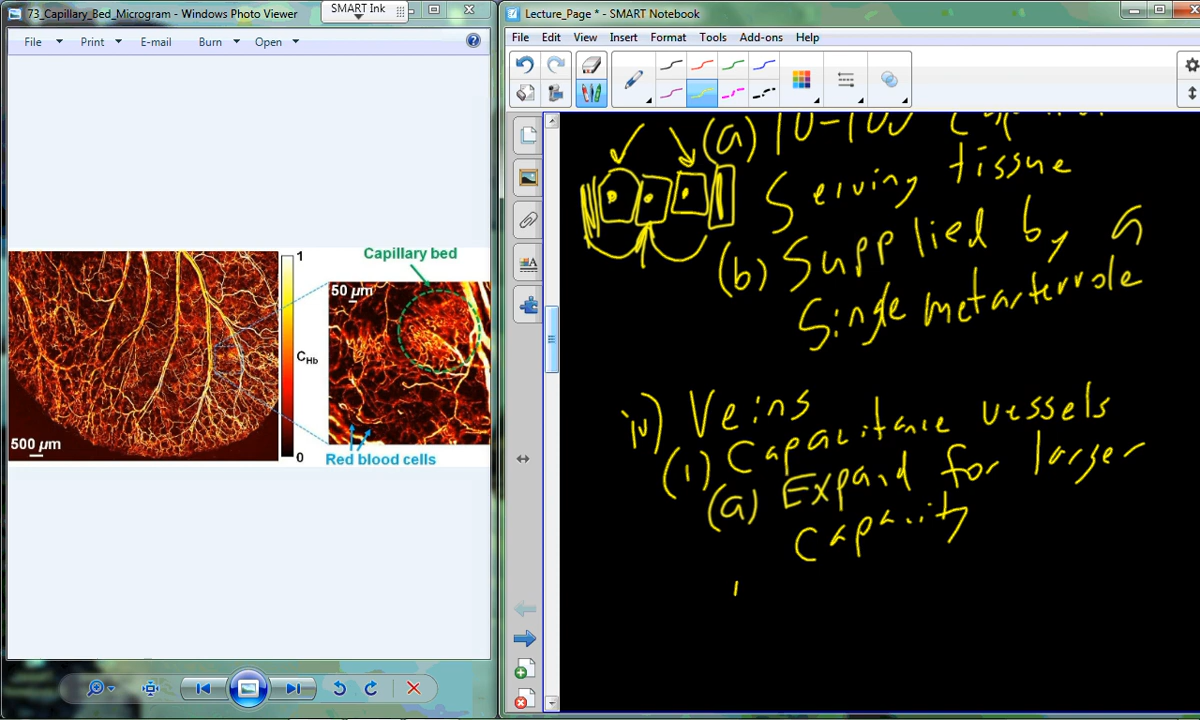 73_Capillary_Bed_Microgram - Windows Photo Viewer
SMART Ink
File Print E-mail Burn Open
Capillary bed
50 µm
1
C_Hb
500 µm
0
Red blood cells
Lecture_Page * - SMART Notebook
File Edit View Insert Format Tools Add-ons Help
(a) 10-100
Serving tissue
(b) Supplied by a
Single metarterrole
iv) Veins
(1) Capacitance vessels
(a) Expand for larger
capacity